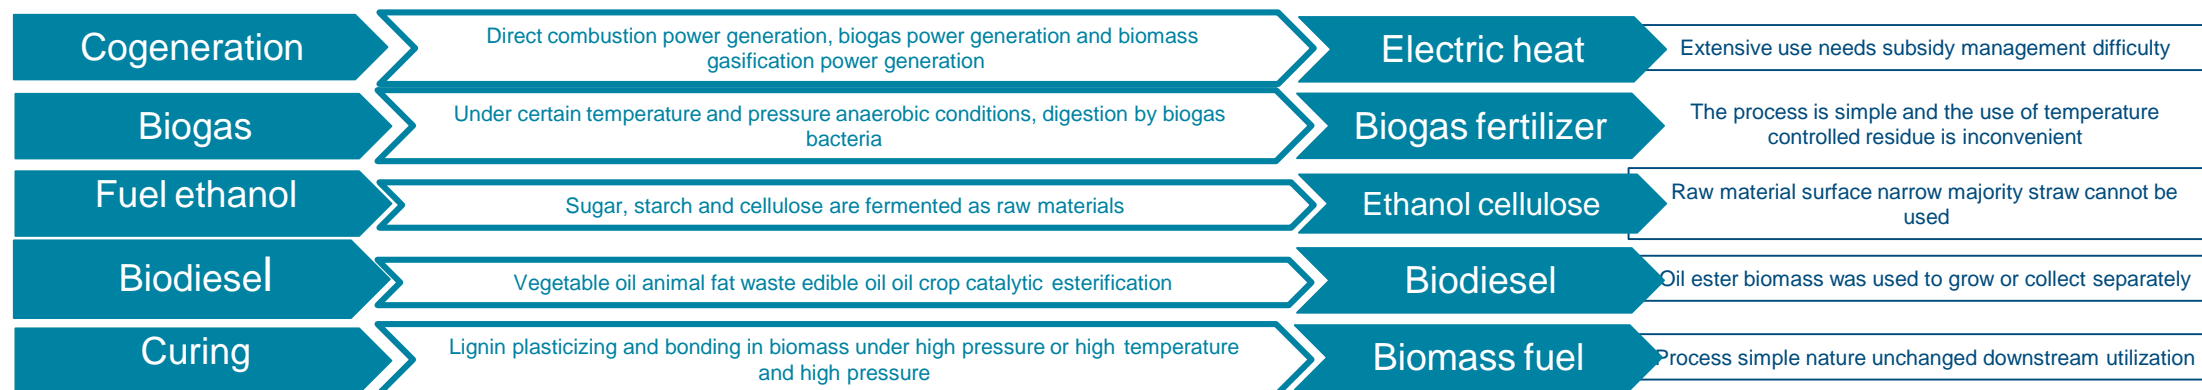 Cogeneration
Direct combustion power generation, biogas power generation and biomass
gasification power generation
Electric heat
Extensive use needs subsidy management difficulty
Biogas
Under certain temperature and pressure anaerobic conditions, digestion by biogas
bacteria
Biogas fertilizer
The process is simple and the use of temperature
controlled residue is inconvenient
Fuel ethanol
Sugar, starch and cellulose are fermented as raw materials
Ethanol cellulose
Raw material surface narrow majority straw cannot be
used
Biodiesel
Vegetable oil animal fat waste edible oil oil crop catalytic esterification
Biodiesel
Oil ester biomass was used to grow or collect separately
Curing
Lignin plasticizing and bonding in biomass under high pressure or high temperature
and high pressure
Biomass fuel
Process simple nature unchanged downstream utilization